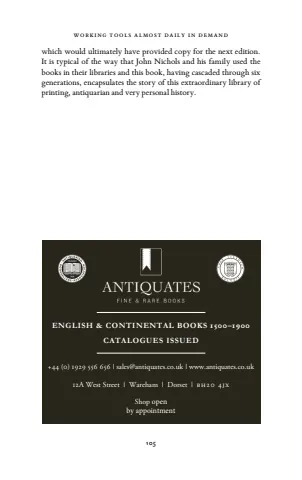 WORKING TOOLS ALMOST DAILY IN DEMAND
which would ultimately have provided copy for the next edition.
It is typical of the way that John Nichols and his family used the
books in their libraries and this book, having cascaded through six
generations, encapsulates the story of this extraordinary library of
printing, antiquarian and very personal history.
ANTIQUATES
FINE & RARE BOOKS
ENGLISH & CONTINENTAL BOOKS 1500–1900
CATALOGUES ISSUED
+44 (0) 1929 556 656 | sales@antiquates.co.uk | www.antiquates.co.uk
12A West Street | Wareham | Dorset | BH20 4JX
Shop open
by appointment
105